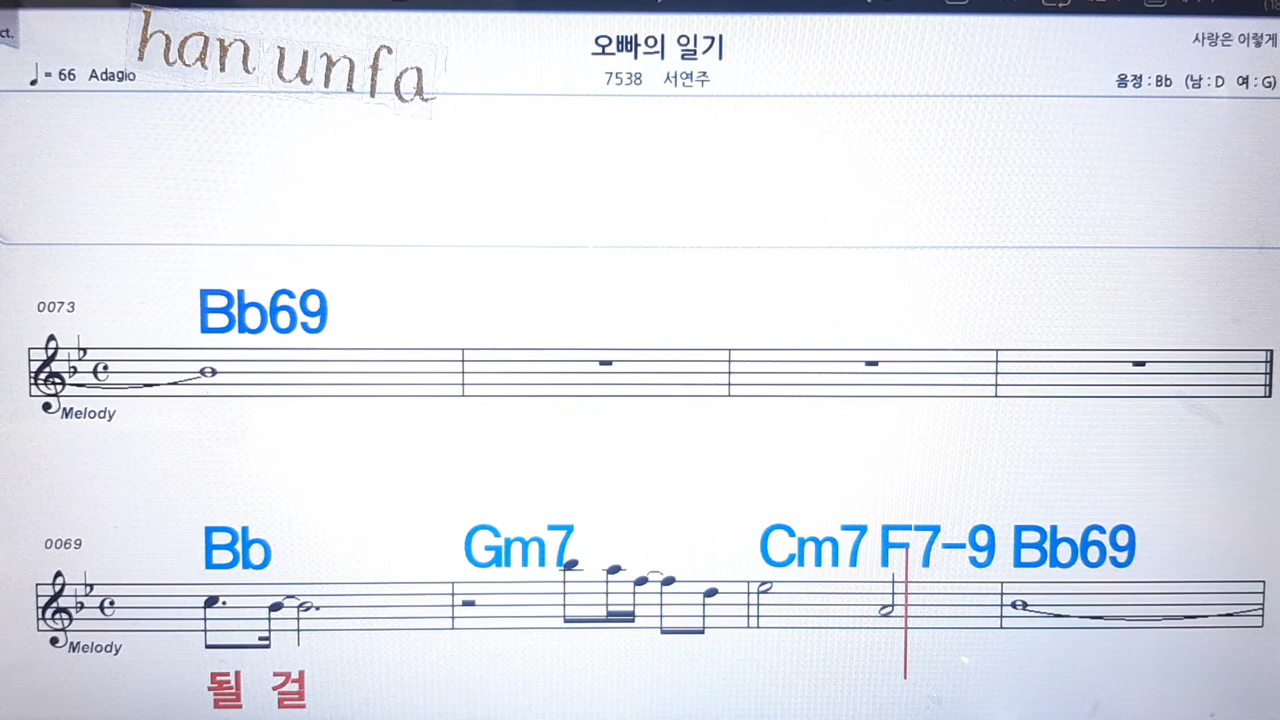 ct.
han unfa
오빠의 일기
사랑은 이렇게
= 66 Adagio
7538 서연주
음정 : Bb (남 : D 여 : G)
0073
Bb69
Melody
0069
Bb Gm7 Cm7 F7-9 Bb69
Melody
될 걸